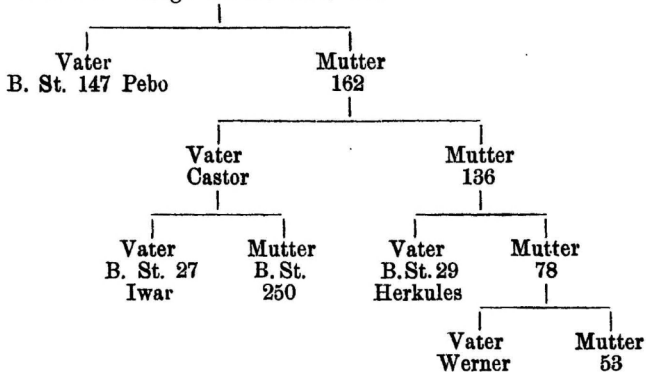 Vater Mutter
B. St. 147 Pebo 162
Vater Mutter
Castor 136
Vater Mutter Vater Mutter
B. St. 27 B. St. B. St. 29 78
Iwar 250 Herkules
Vater Mutter
Werner 53